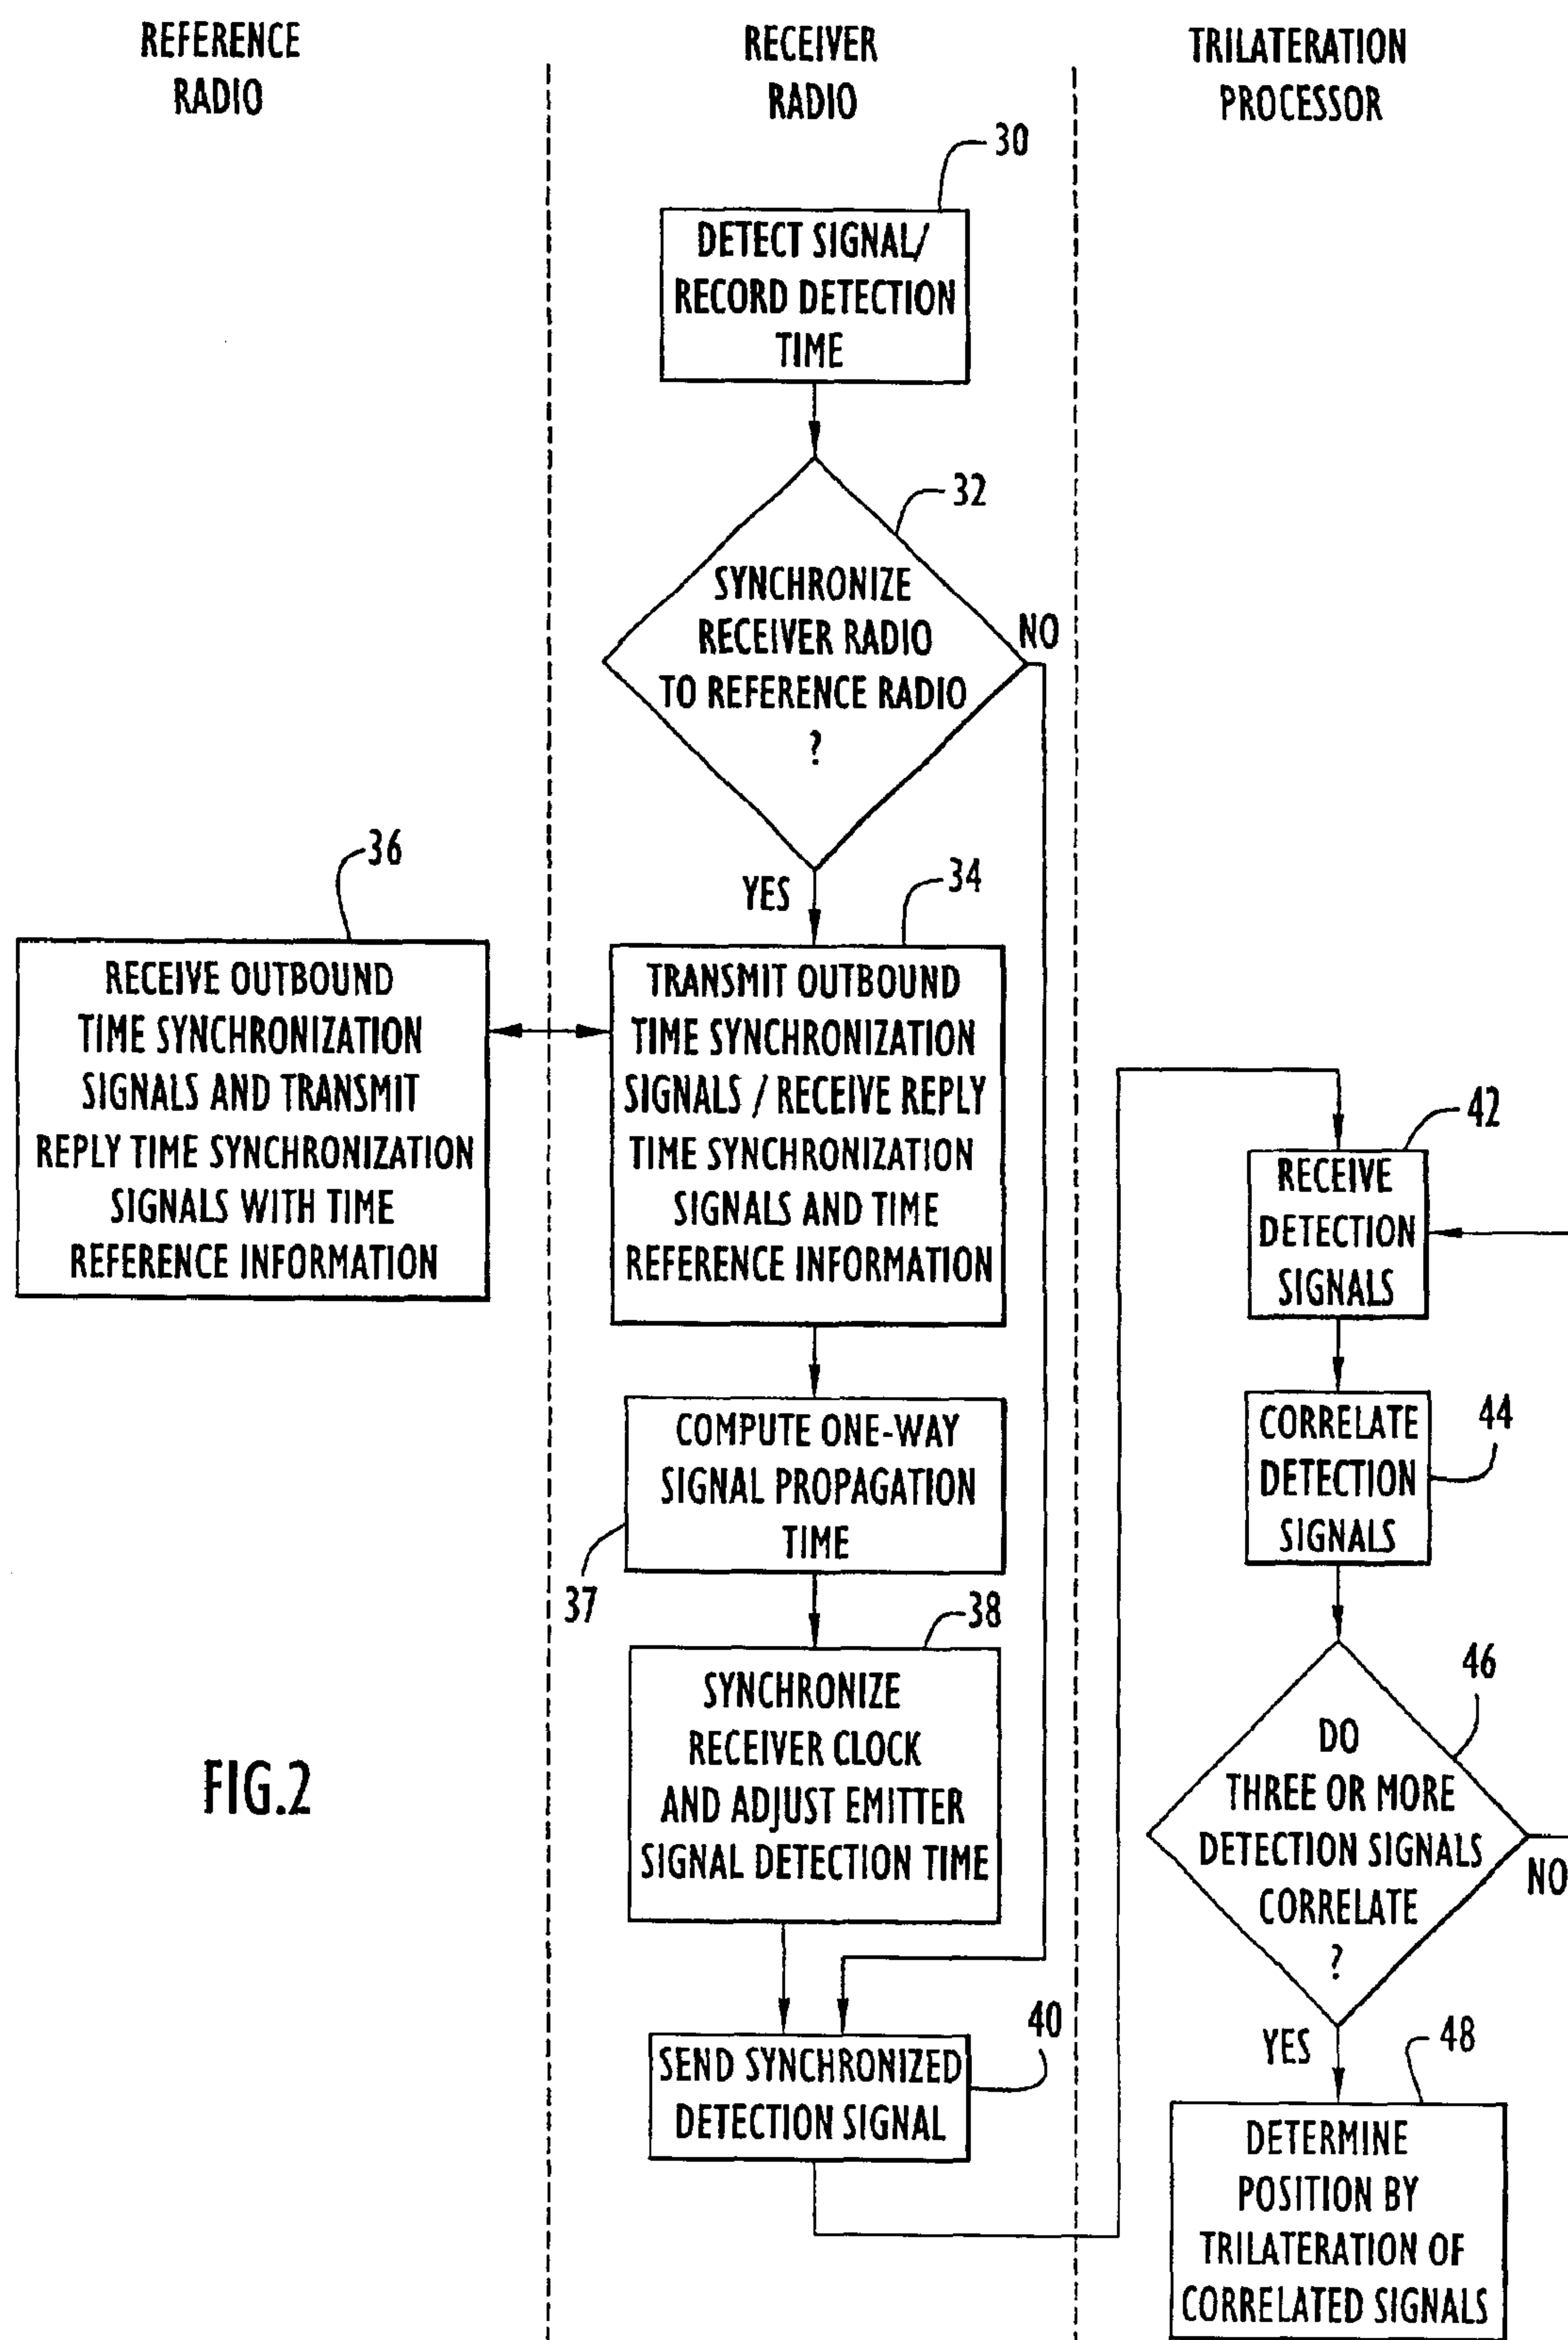 REFERENCE
RADIO
RECEIVER
RADIO
TRILATERATION
PROCESSOR
30
DETECT SIGNAL/
RECORD DETECTION
TIME
32
SYNCHRONIZE
RECEIVER RADIO
TO REFERENCE RADIO
?
NO
YES
34
36
RECEIVE OUTBOUND
TIME SYNCHRONIZATION
SIGNALS AND TRANSMIT
REPLY TIME SYNCHRONIZATION
SIGNALS WITH TIME
REFERENCE INFORMATION
TRANSMIT OUTBOUND
TIME SYNCHRONIZATION
SIGNALS / RECEIVE REPLY
TIME SYNCHRONIZATION
SIGNALS AND TIME
REFERENCE INFORMATION
COMPUTE ONE-WAY
SIGNAL PROPAGATION
TIME
37
38
SYNCHRONIZE
RECEIVER CLOCK
AND ADJUST EMITTER
SIGNAL DETECTION TIME
40
SEND SYNCHRONIZED
DETECTION SIGNAL
42
RECEIVE
DETECTION
SIGNALS
44
CORRELATE
DETECTION
SIGNALS
46
DO
THREE OR MORE
DETECTION SIGNALS
CORRELATE
?
NO
YES
48
DETERMINE
POSITION BY
TRILATERATION OF
CORRELATED SIGNALS
FIG.2